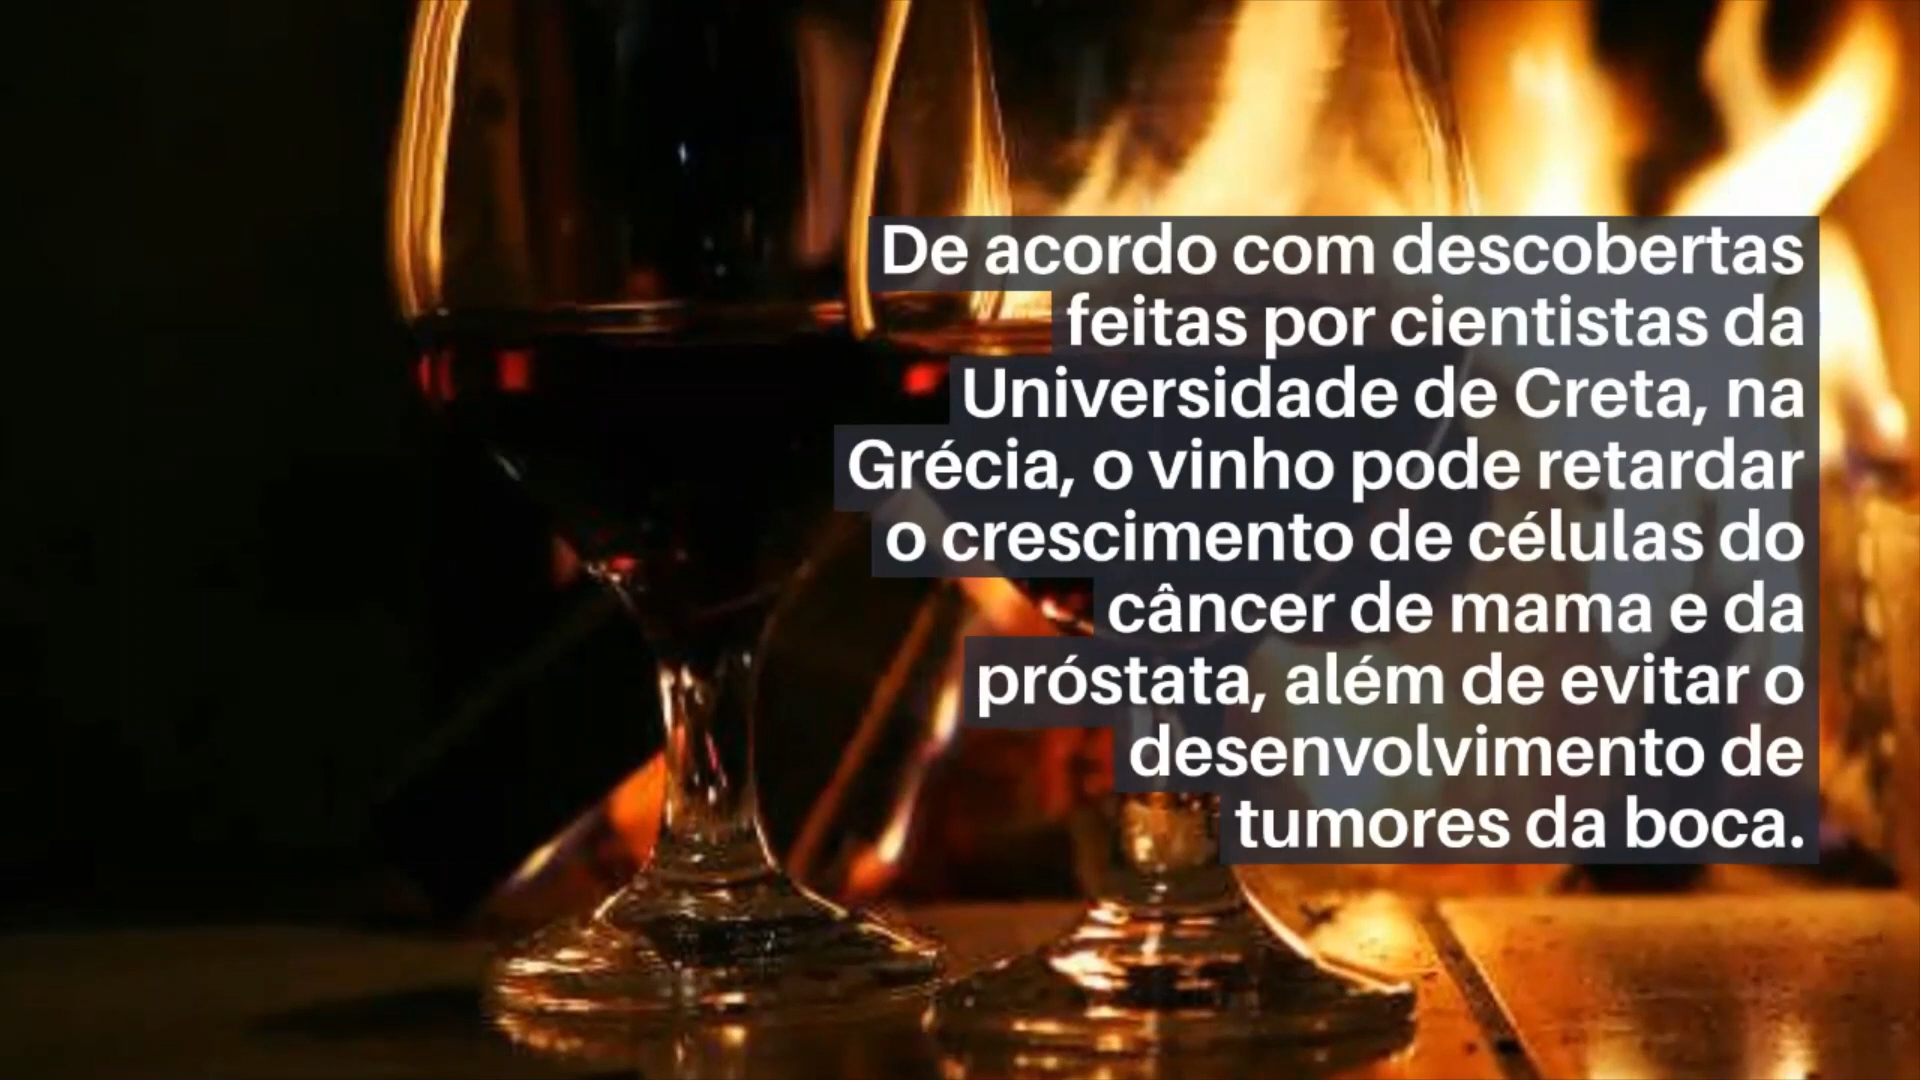 De acordo com descobertas
feitas por cientistas da
Universidade de Creta, na
Grécia, o vinho pode retardar
o crescimento de células do
câncer de mama e da
próstata, além de evitar o
desenvolvimento de
tumores da boca.